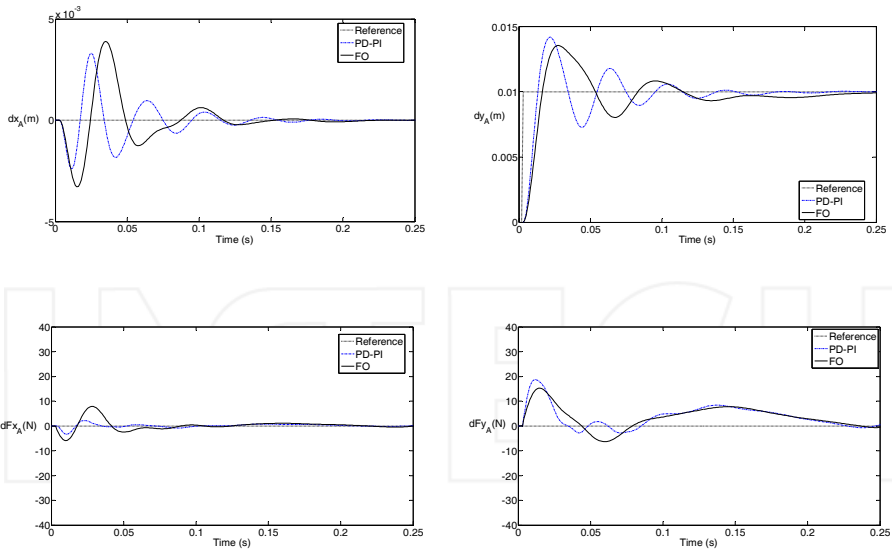 5 x 10-3
0
-5
dxA(m)
0 0.05 0.1 0.15 0.2 0.25
Time (s)
Reference
PD-PI
FO
0.015
0.01
0.005
0
dyA(m)
0 0.05 0.1 0.15 0.2 0.25
Time (s)
Reference
PD-PI
FO
40
30
20
10
0
-10
-20
-30
-40
dFxA(N)
0 0.05 0.1 0.15 0.2 0.25
Time (s)
Reference
PD-PI
FO
40
30
20
10
0
-10
-20
-30
-40
dFyA(N)
0 0.05 0.1 0.15 0.2 0.25
Time (s)
Reference
PD-PI
FO